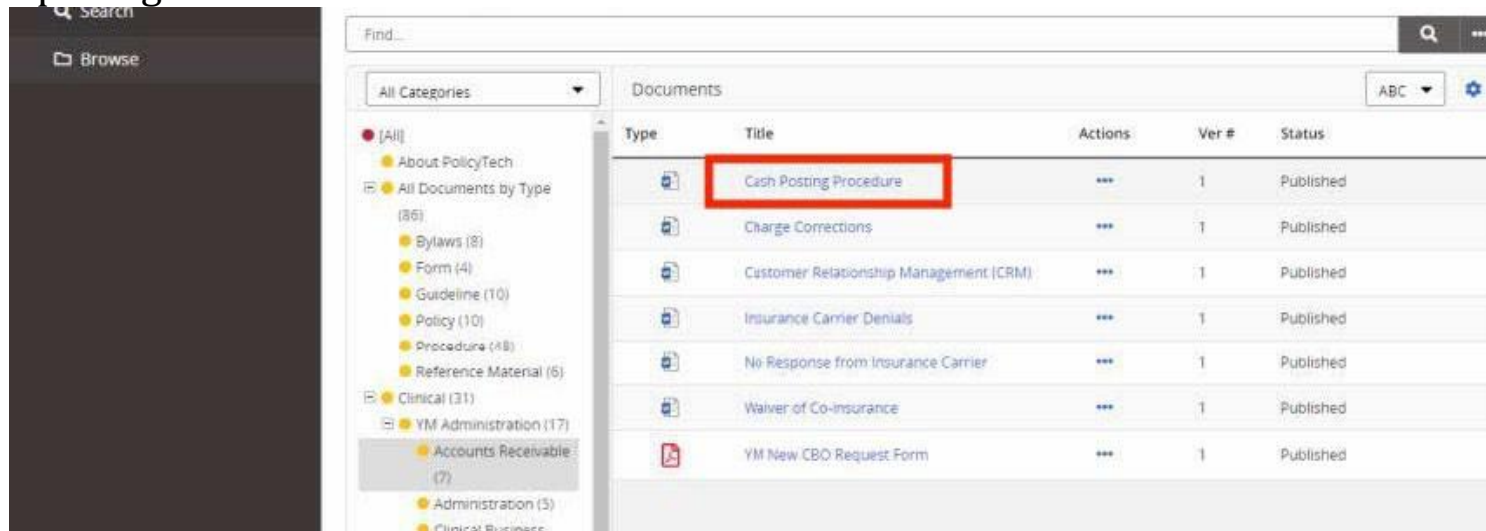 Search
Browse
Find...
All Categories
Documents
ABC
[All]
About PolicyTech
All Documents by Type
(86)
Bylaws (8)
Form (4)
Guideline (10)
Policy (10)
Procedure (48)
Reference Material (6)
Clinical (31)
YM Administration (17)
Accounts Receivable
(7)
Administration (5)
Clinical Business
Type Title Actions Ver # Status
Cash Posting Procedure ••• 1 Published
Charge Corrections ••• 1 Published
Customer Relationship Management (CRM) ••• 1 Published
Insurance Carrier Denials ••• 1 Published
No Response from Insurance Carrier ••• 1 Published
Waiver of Co-insurance ••• 1 Published
YM New CBO Request Form ••• 1 Published